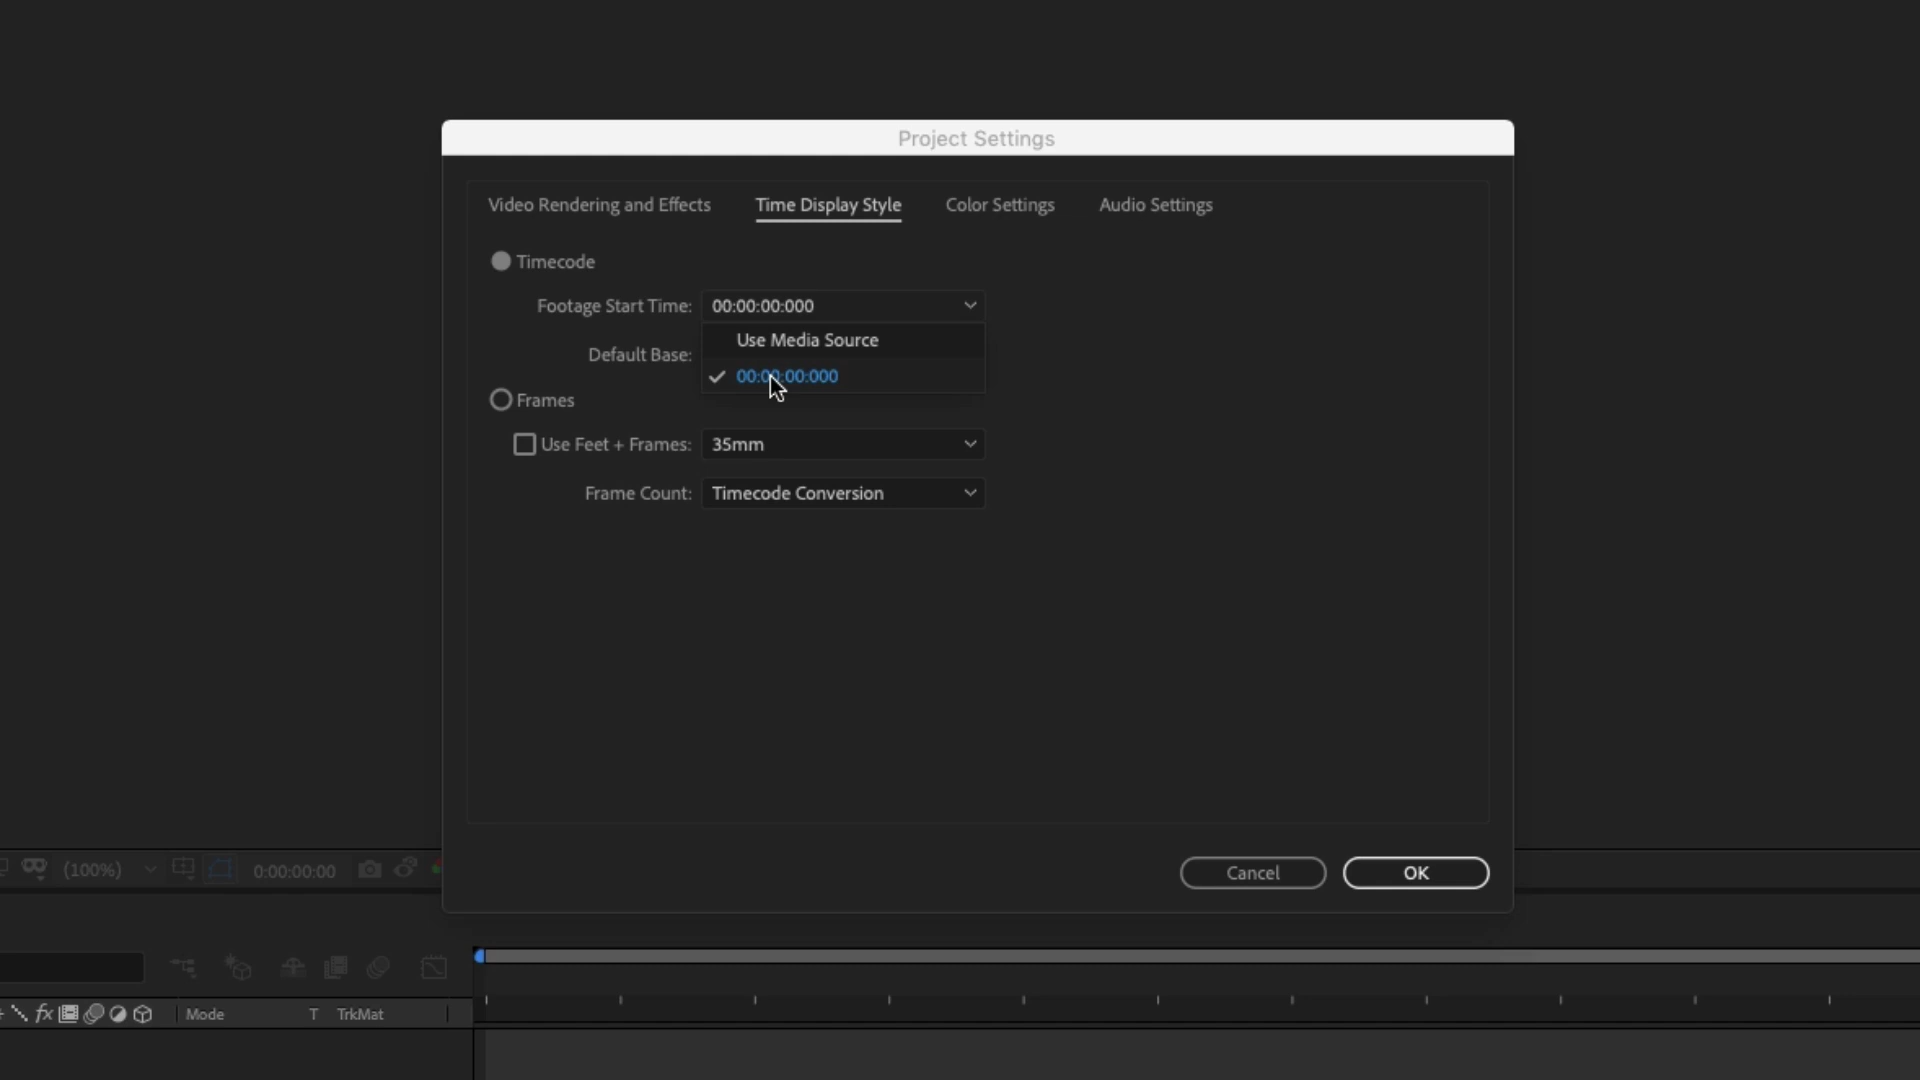 Project Settings
Video Rendering and Effects Time Display Style Color Settings Audio Settings
Timecode
Footage Start Time: 00:00:00:000
Use Media Source
Default Base:
00:00:00:000
Frames
Use Feet + Frames: 35mm
Frame Count: Timecode Conversion
(100%) 0:00:00:00
Cancel OK
fx Mode T TrkMat